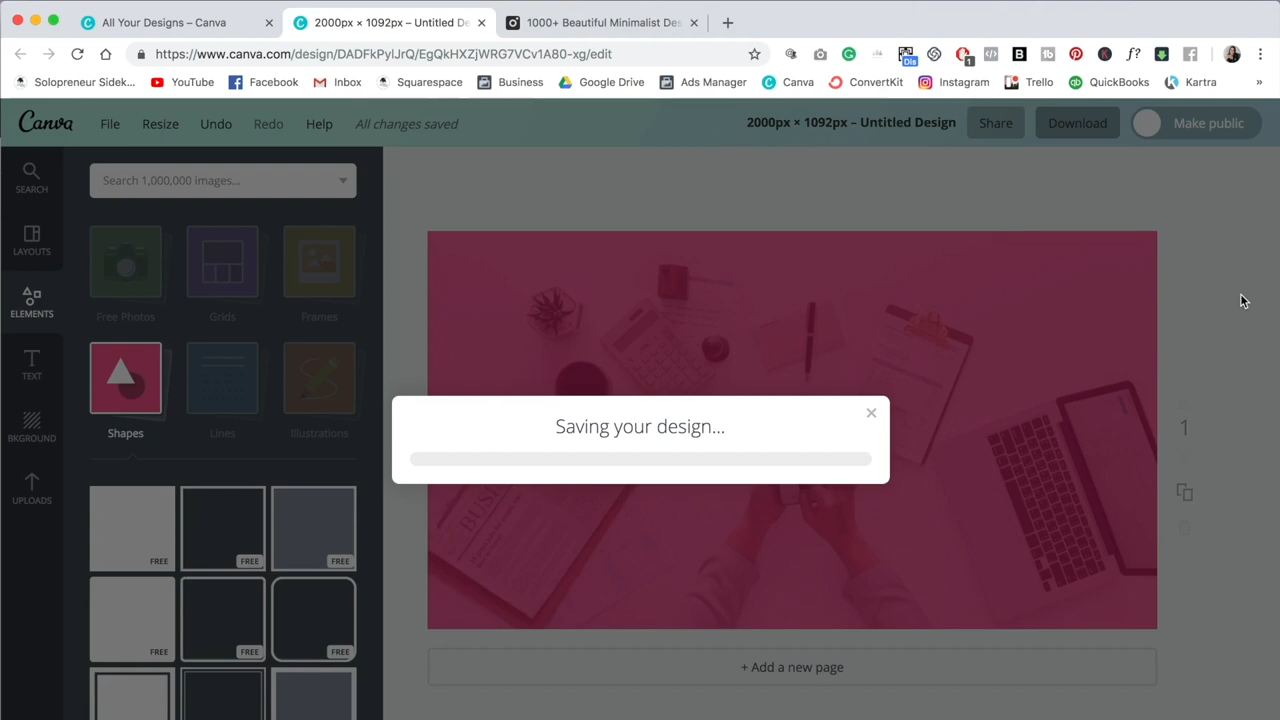 All Your Designs – Canva
2000px × 1092px – Untitled De
1000+ Beautiful Minimalist Des
https://www.canva.com/design/DADFkPylJrQ/EgQkHXZjWRG7VCv1A80-xg/edit
Dis
1
B
f?
Solopreneur Sidek...
YouTube
Facebook
Inbox
Squarespace
Business
Google Drive
Ads Manager
Canva
ConvertKit
Instagram
Trello
QuickBooks
Kartra
»
Canva
File
Resize
Undo
Redo
Help
All changes saved
2000px × 1092px – Untitled Design
Share
Download
Make public
SEARCH
LAYOUTS
ELEMENTS
TEXT
BKGROUND
UPLOADS
Search 1,000,000 images...
Free Photos
Grids
Frames
Shapes
Lines
Illustrations
FREE
FREE
FREE
FREE
FREE
FREE
Saving your design...
BUSI
1
+ Add a new page